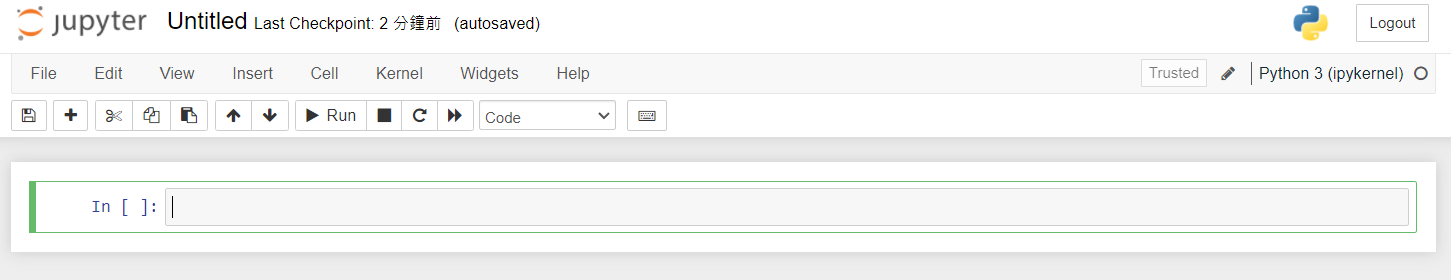 jupyter Untitled Last Checkpoint: 2 分鐘前 (autosaved) Logout
File Edit View Insert Cell Kernel Widgets Help Trusted Python 3 (ipykernel)
Run Code
In [ ]: